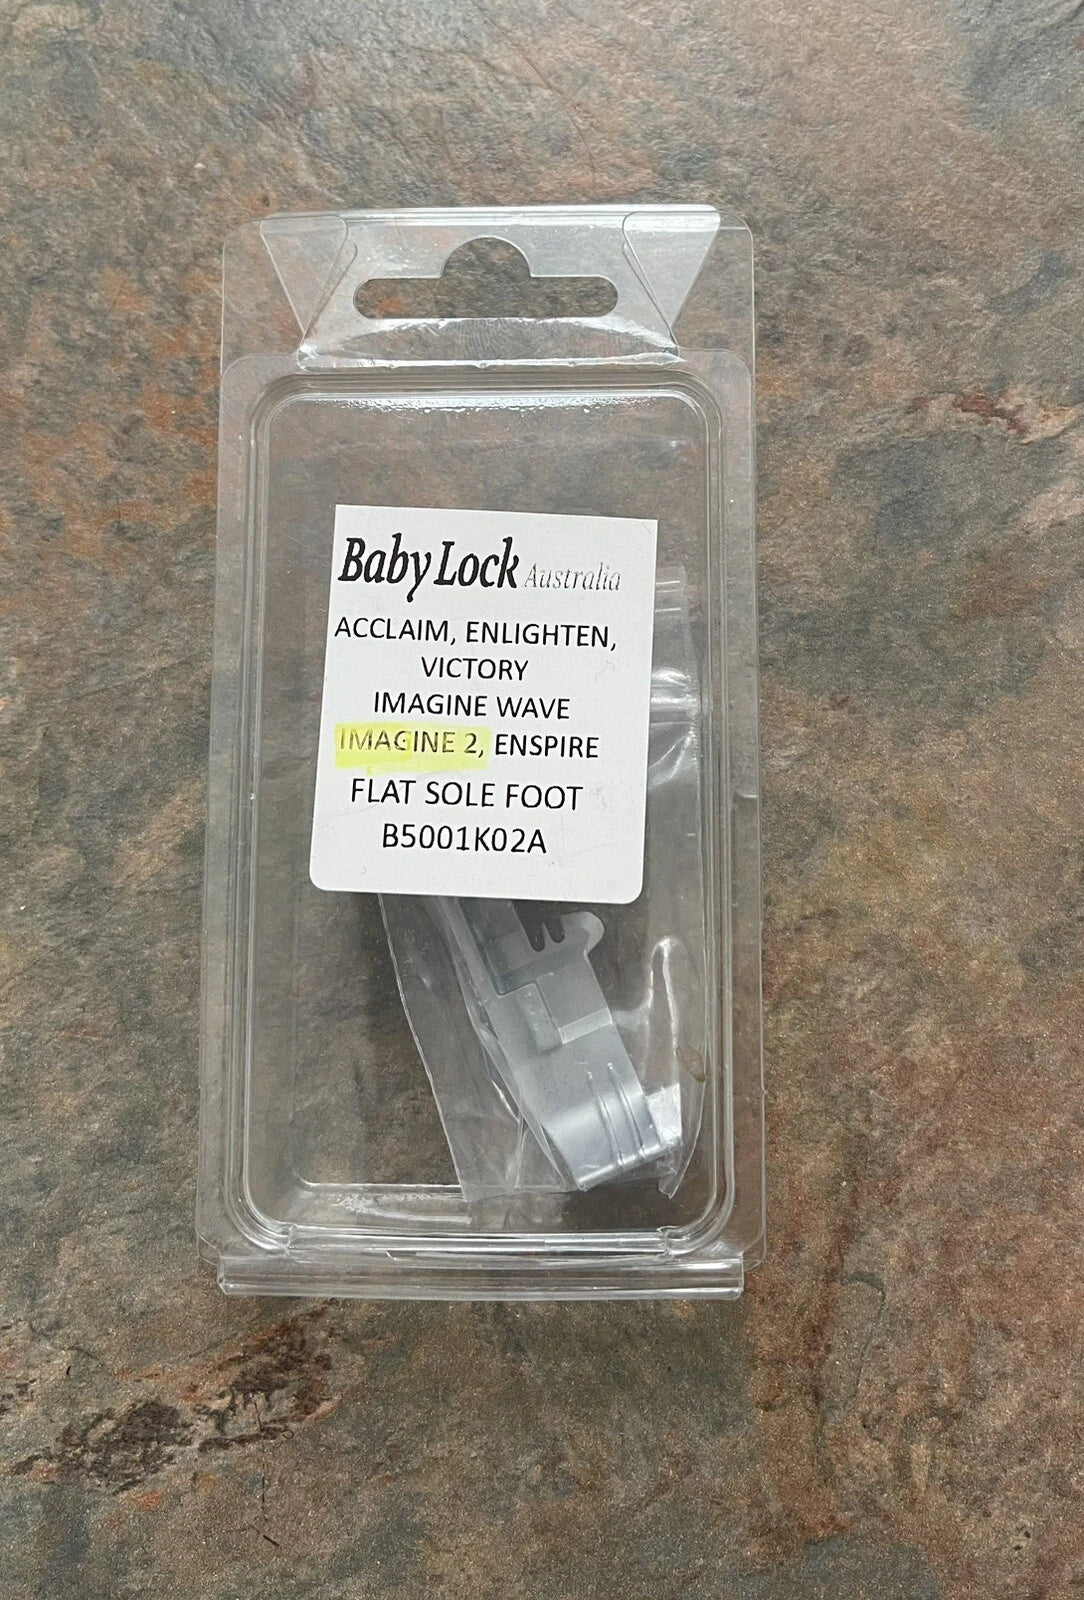 Baby Lock Australia
ACCLAIM, ENLIGHTEN,
VICTORY
IMAGINE WAVE
IMAGINE 2, ENSPIRE
FLAT SOLE FOOT
B5001K02A